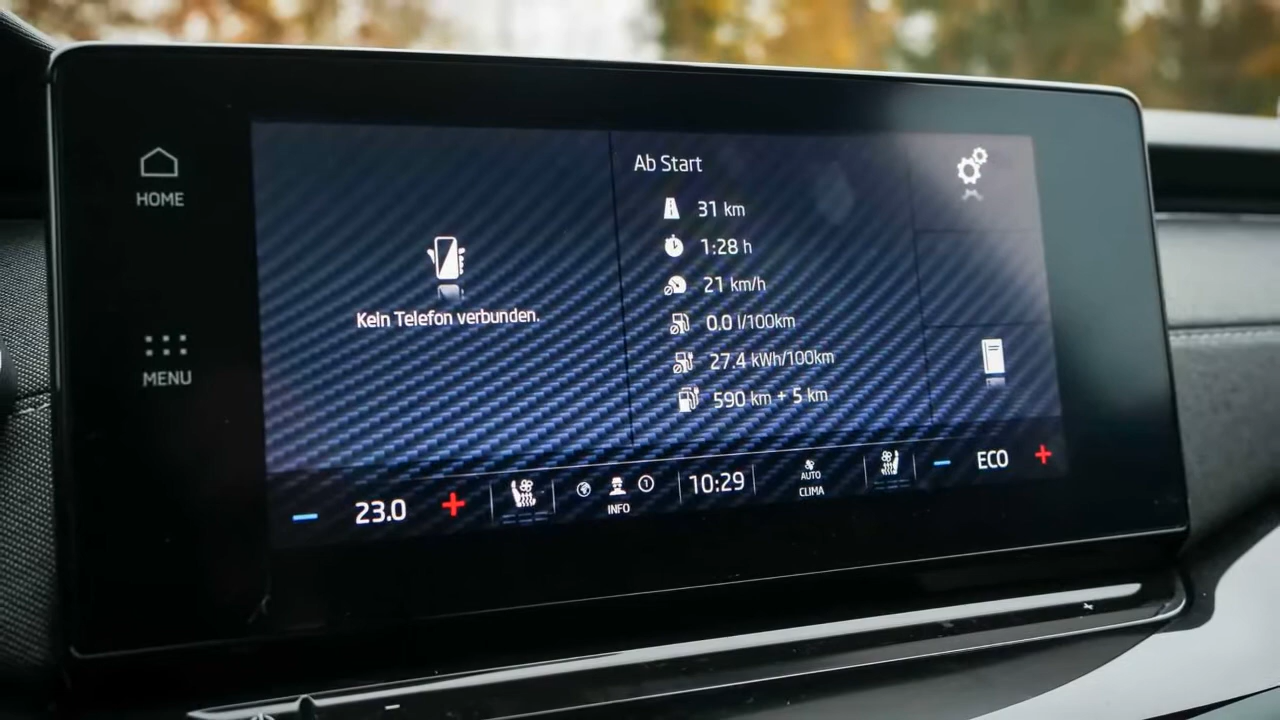 HOME
MENU
Kein Telefon verbunden.
Ab Start
31 km
1:28 h
21 km/h
0.0 l/100km
27.4 kWh/100km
590 km + 5 km
23.0
1
INFO
10:29
AUTO
CLIMA
ECO